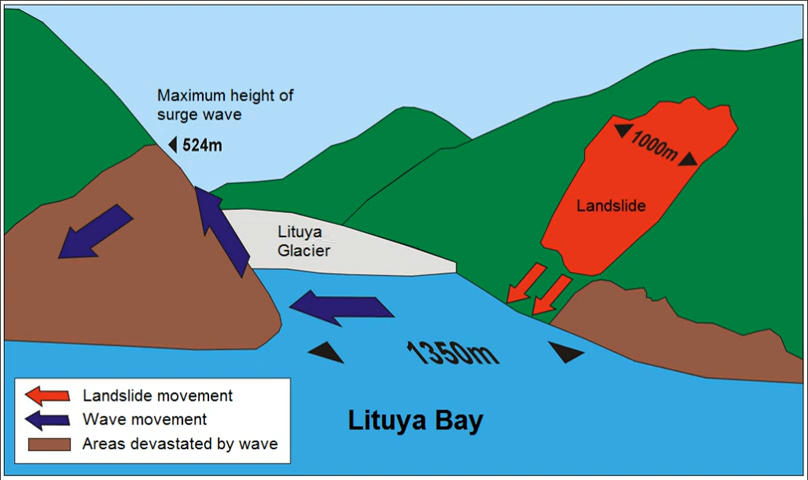 Maximum height of
surge wave
524m
1000m
Landslide
Lituya
Glacier
1350m
Lituya Bay
Landslide movement
Wave movement
Areas devastated by wave